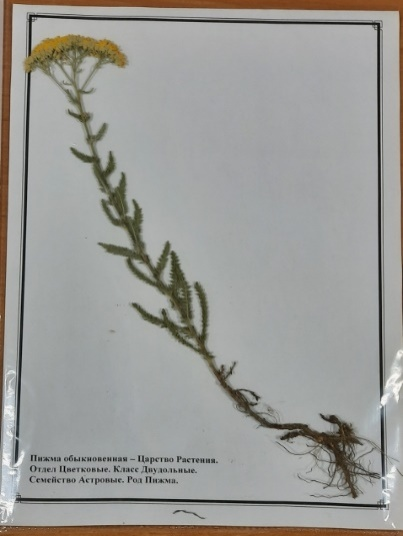 Пижма обыкновенная – Царство Растения.
Отдел Цветковые. Класс Двудольные.
Семейство Астровые. Род Пижма.